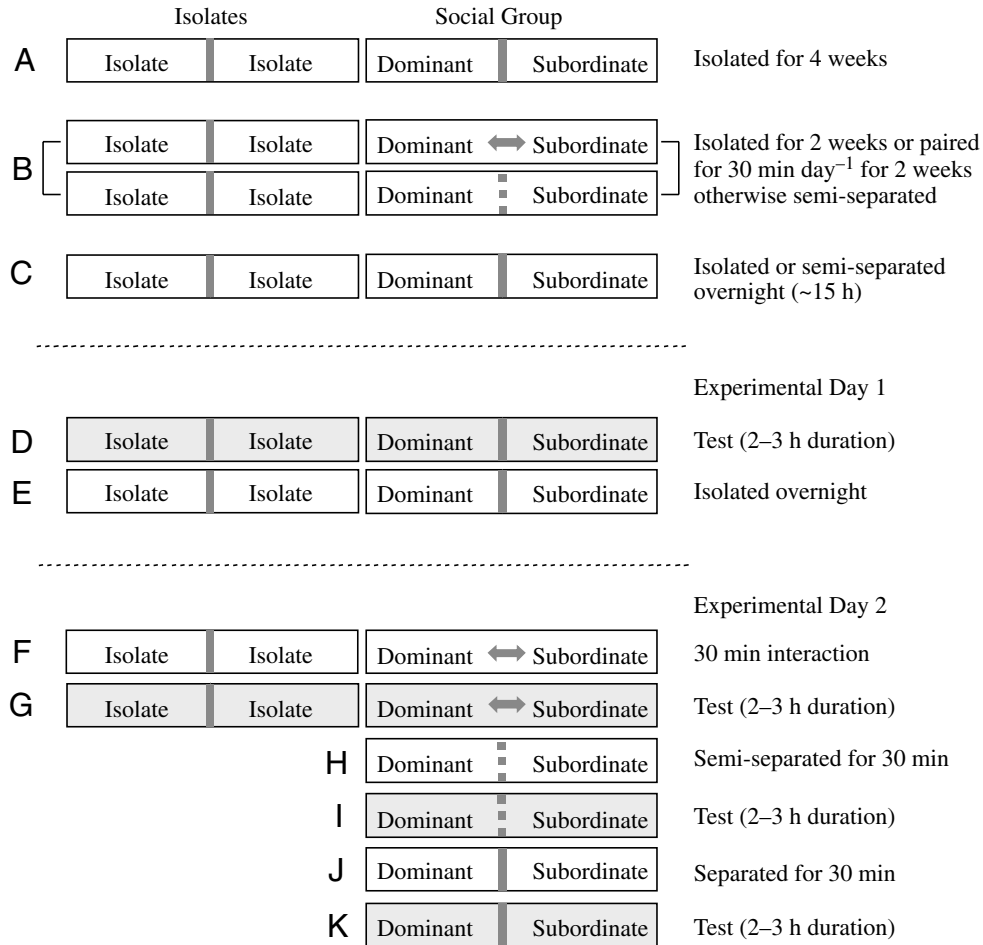 Isolates Social Group
A Isolate Isolate Dominant Subordinate Isolated for 4 weeks
B Isolate Isolate Dominant Subordinate Isolated for 2 weeks or paired
for 30 min day–1 for 2 weeks
Isolate Isolate Dominant Subordinate otherwise semi-separated
C Isolate Isolate Dominant Subordinate Isolated or semi-separated
overnight (~15 h)
Experimental Day 1
D Isolate Isolate Dominant Subordinate Test (2–3 h duration)
E Isolate Isolate Dominant Subordinate Isolated overnight
Experimental Day 2
F Isolate Isolate Dominant Subordinate 30 min interaction
G Isolate Isolate Dominant Subordinate Test (2–3 h duration)
H Dominant Subordinate Semi-separated for 30 min
I Dominant Subordinate Test (2–3 h duration)
J Dominant Subordinate Separated for 30 min
K Dominant Subordinate Test (2–3 h duration)